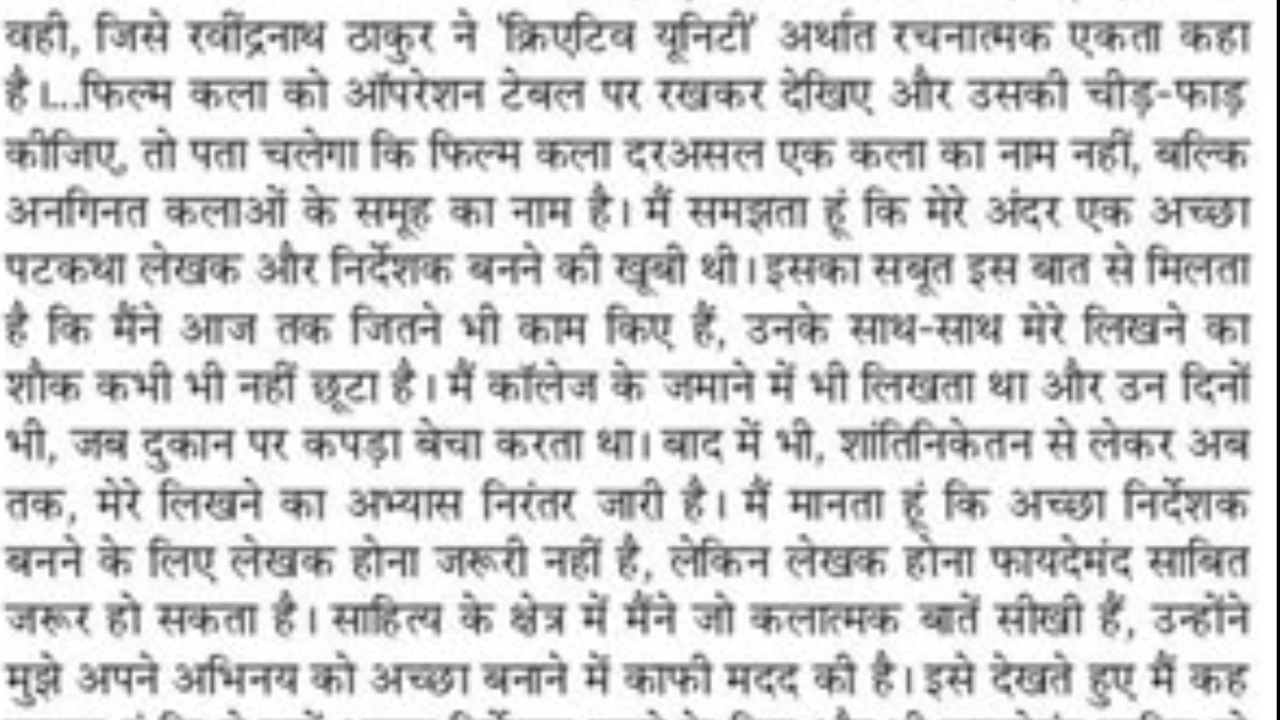 वही, जिसे रवींद्रनाथ ठाकुर ने 'क्रिएटिव यूनिटी' अर्थात रचनात्मक एकता कहा
है।...फिल्म कला को ऑपरेशन टेबल पर रखकर देखिए और उसकी चीड़-फाड़
कीजिए, तो पता चलेगा कि फिल्म कला दरअसल एक कला का नाम नहीं, बल्कि
अनगिनत कलाओं के समूह का नाम है। मैं समझता हूं कि मेरे अंदर एक अच्छा
पटकथा लेखक और निर्देशक बनने की खूबी थी। इसका सबूत इस बात से मिलता
है कि मैंने आज तक जितने भी काम किए हैं, उनके साथ-साथ मेरे लिखने का
शौक कभी भी नहीं छूटा है। मैं कॉलेज के जमाने में भी लिखता था और उन दिनों
भी, जब दुकान पर कपड़ा बेचा करता था। बाद में भी, शांतिनिकेतन से लेकर अब
तक, मेरे लिखने का अभ्यास निरंतर जारी है। मैं मानता हूं कि अच्छा निर्देशक
बनने के लिए लेखक होना जरूरी नहीं है, लेकिन लेखक होना फायदेमंद साबित
जरूर हो सकता है। साहित्य के क्षेत्र में मैंने जो कलात्मक बातें सीखी हैं, उन्होंने
मुझे अपने अभिनय को अच्छा बनाने में काफी मदद की है। इसे देखते हुए मैं कह